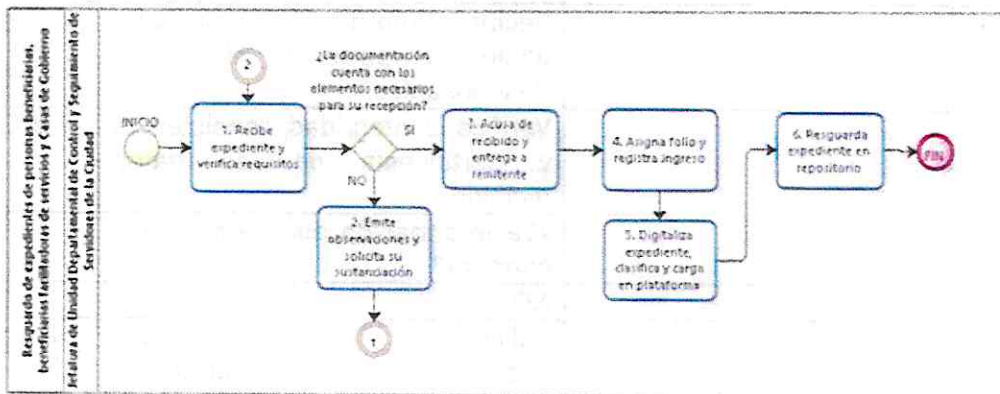 Resguardo de expedientes de personas beneficiarias,
beneficiarias facilitadores de servicios y Casas de Gobierno
Jefatura de Unidad Departamental de Control y Seguimiento de
Servidores de la Ciudad
INICIO
2
1. Recibe
expediente y
verifica requisitos
¿La documentación
cuenta con los
elementos necesarios
para su recepción?
SI
NO
2. Emite
observaciones y
solicita su
sustanciación
1
3. Acusa de
recibido y
entrega a
remitente
4. Asigna folio y
registra ingreso
5. Digitaliza
expediente,
clasifica y carga
en plataforma
6. Resguarda
expediente en
repositorio
FIN